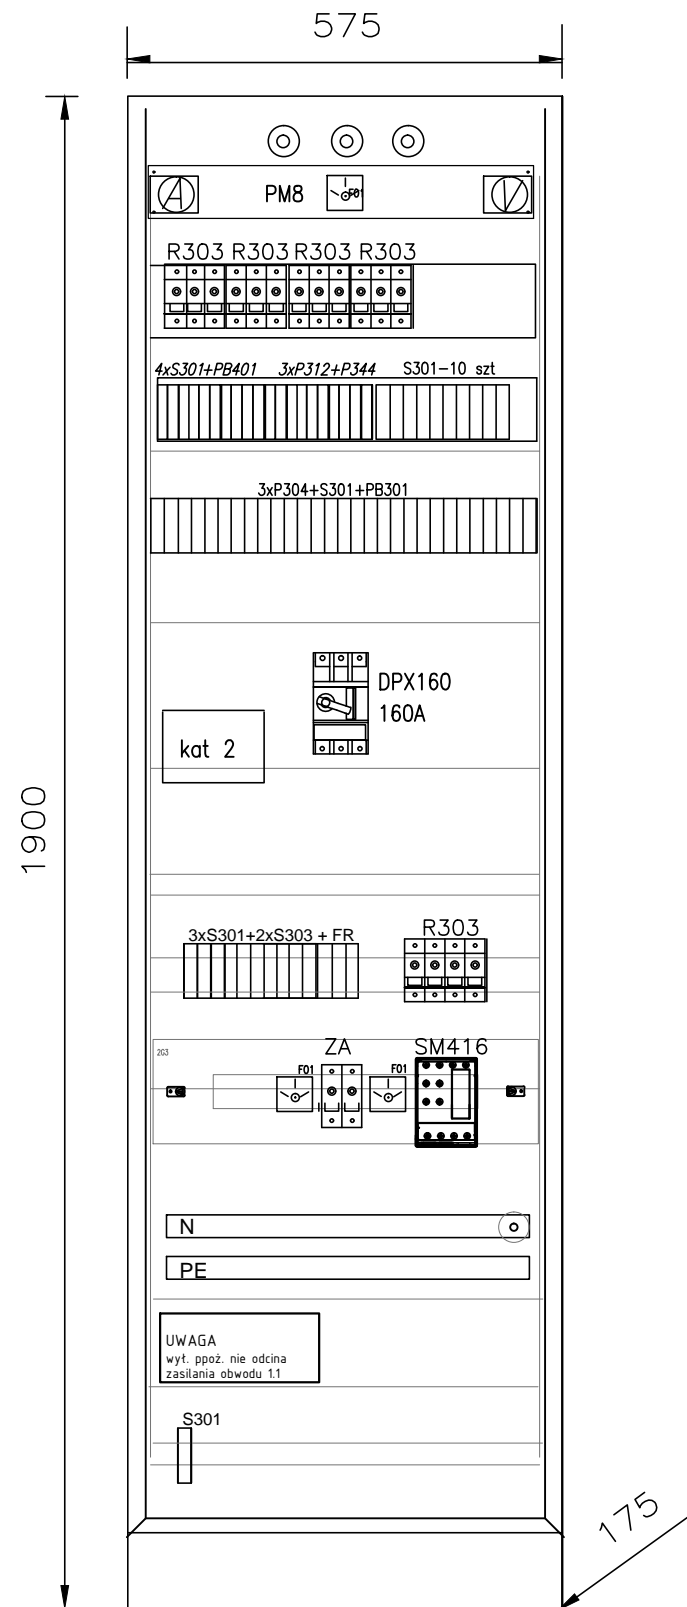 575
A
PM8
F01
V
R303 R303 R303 R303
4xS301+PB401 3xP312+P344 S301-10 szt
3xP304+S301+PB301
DPX160
160A
kat 2
1900
3xS301+2xS303 + FR
R303
2G3
ZA
SM416
F01
F01
N
PE
UWAGA
wył. ppoż. nie odcina
zasilania obwodu 1.1
S301
175